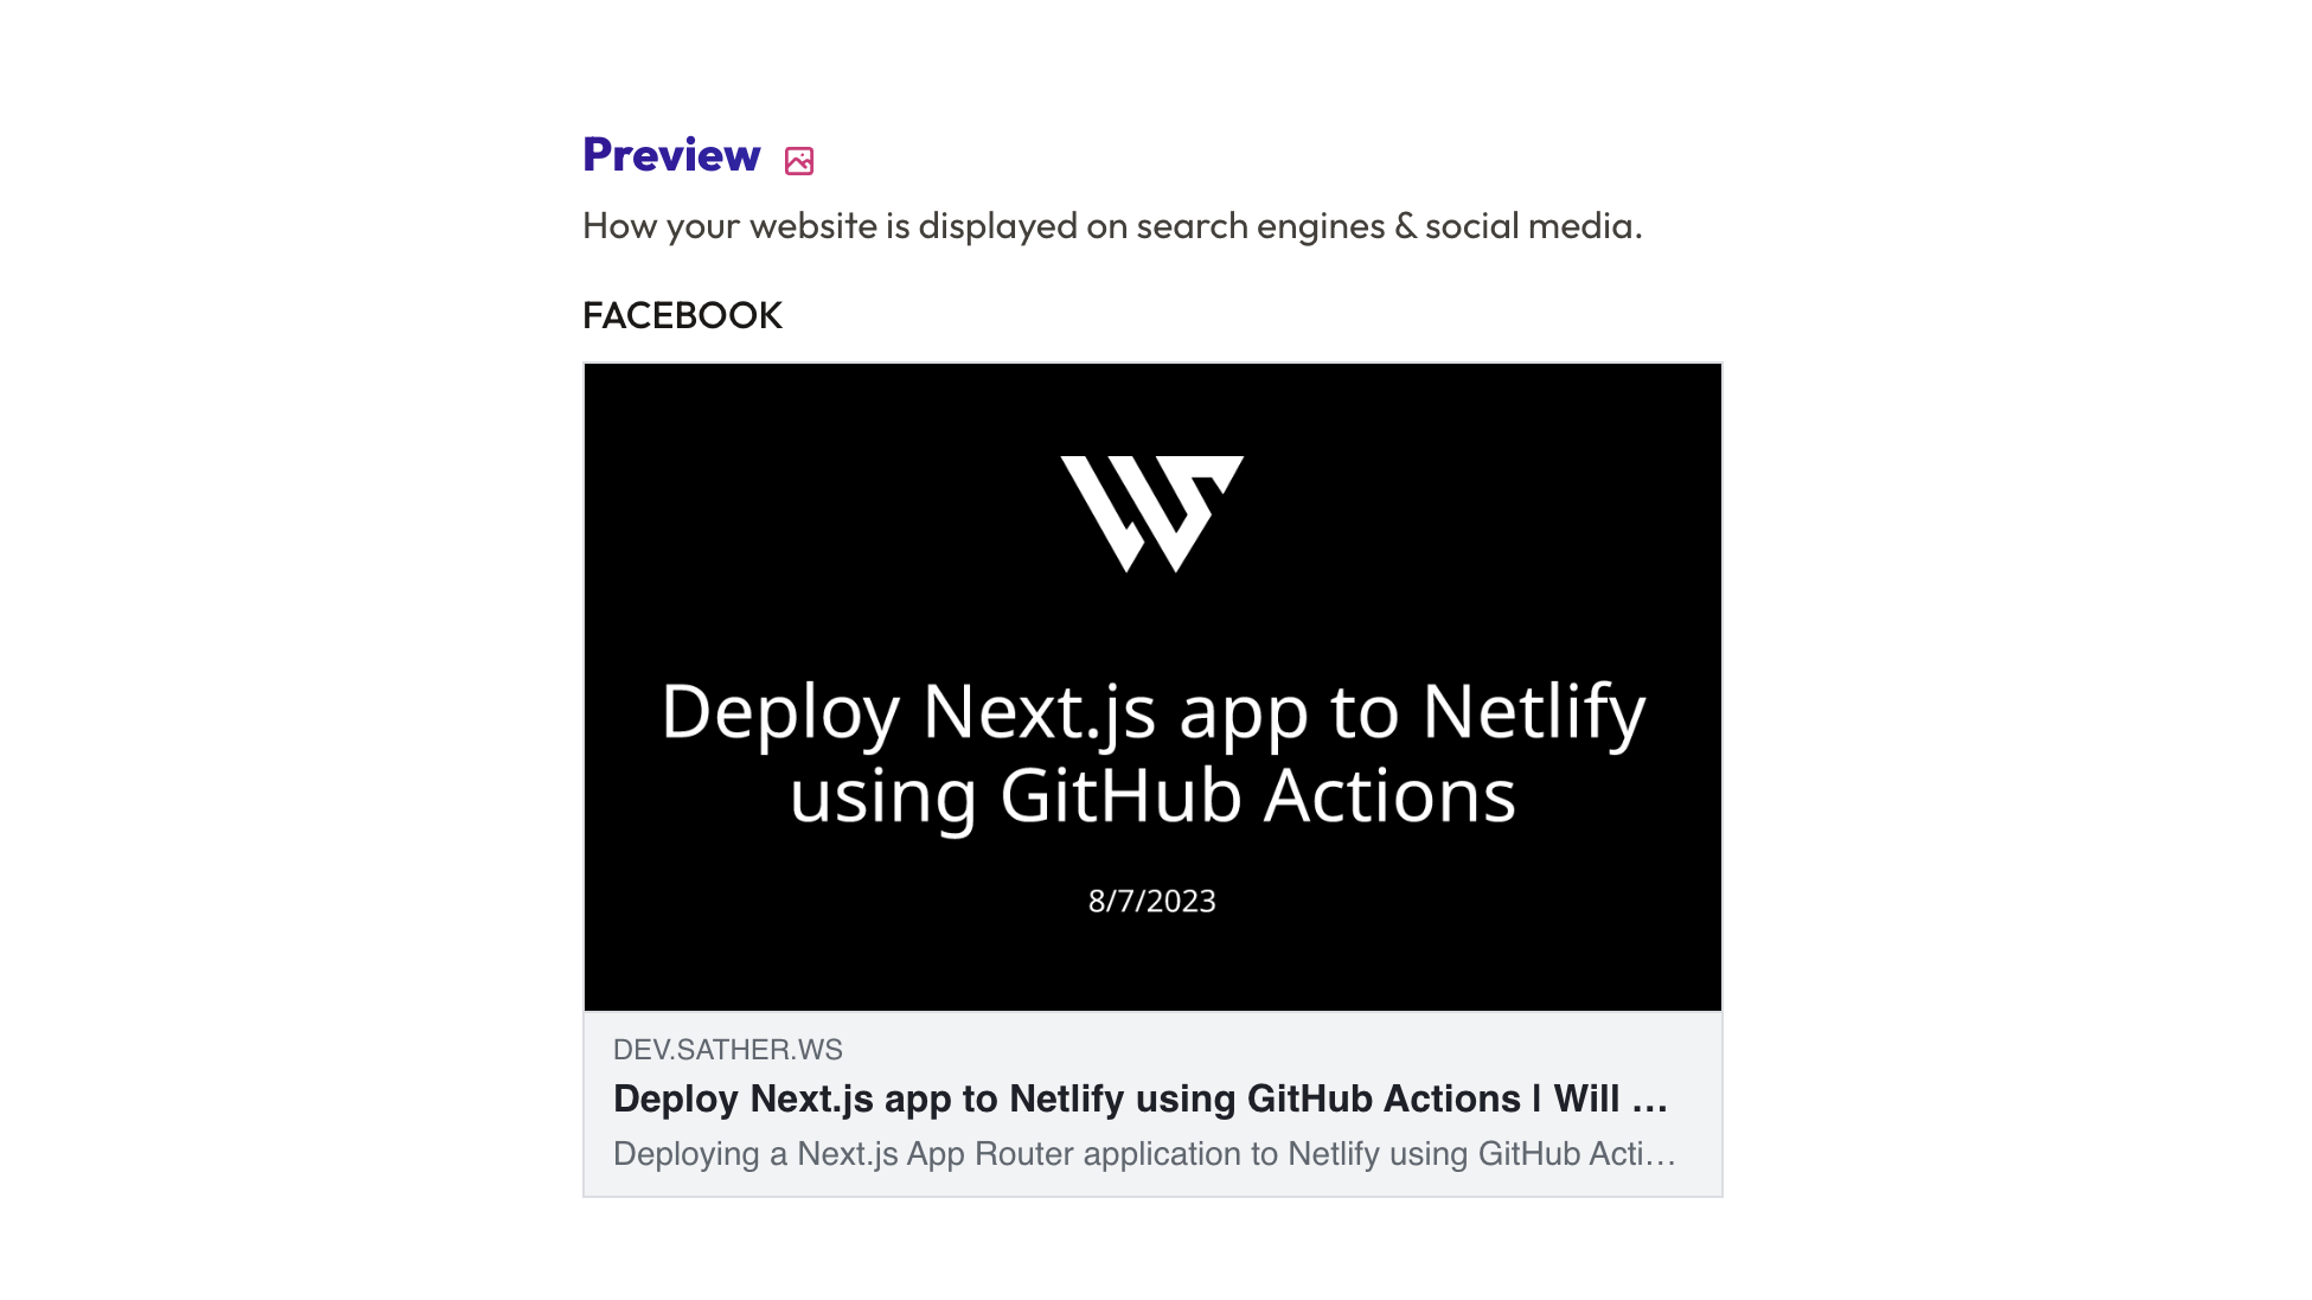 Preview
How your website is displayed on search engines & social media.
FACEBOOK
Deploy Next.js app to Netlify
using GitHub Actions
8/7/2023
DEV.SATHER.WS
Deploy Next.js app to Netlify using GitHub Actions | Will ...
Deploying a Next.js App Router application to Netlify using GitHub Acti...